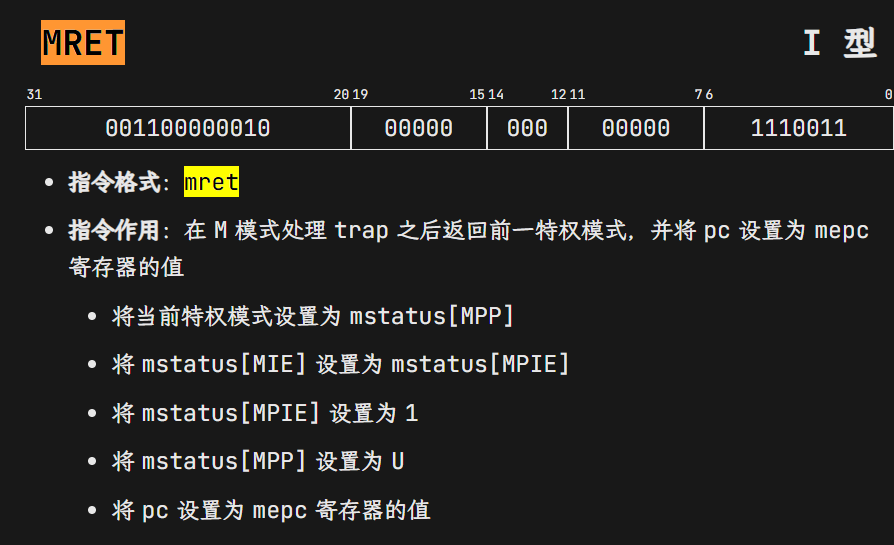 MRET I 型
31 20 19 15 14 12 11 7 6 0
001100000010 00000 000 00000 1110011
• 指令格式：mret
• 指令作用：在 M 模式处理 trap 之后返回前一特权模式，并将 pc 设置为 mepc
寄存器的值
• 将当前特权模式设置为 mstatus[MPP]
• 将 mstatus[MIE] 设置为 mstatus[MPIE]
• 将 mstatus[MPIE] 设置为 1
• 将 mstatus[MPP] 设置为 U
• 将 pc 设置为 mepc 寄存器的值